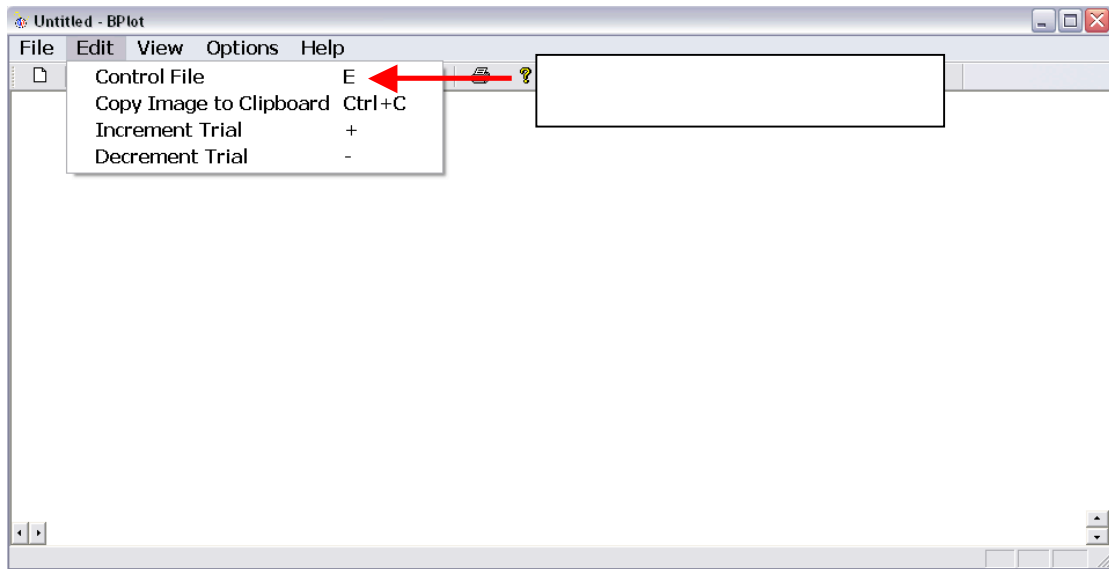 Untitled - BPlot
File Edit View Options Help
Control File E
Copy Image to Clipboard Ctrl+C
Increment Trial +
Decrement Trial -